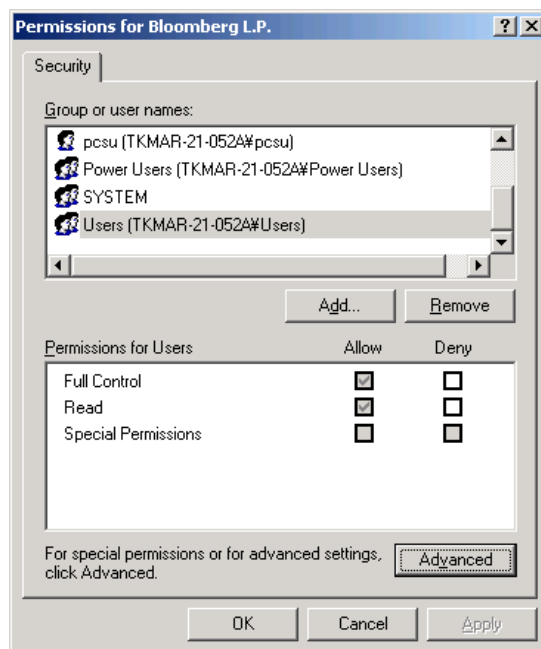 Permissions for Bloomberg L.P.
Security
Group or user names:
pcsu (TKMAR-21-052A¥pcsu)
Power Users (TKMAR-21-052A¥Power Users)
SYSTEM
Users (TKMAR-21-052A¥Users)
Add... Remove
Permissions for Users Allow Deny
Full Control
Read
Special Permissions
For special permissions or for advanced settings,
click Advanced.
Advanced
OK Cancel Apply